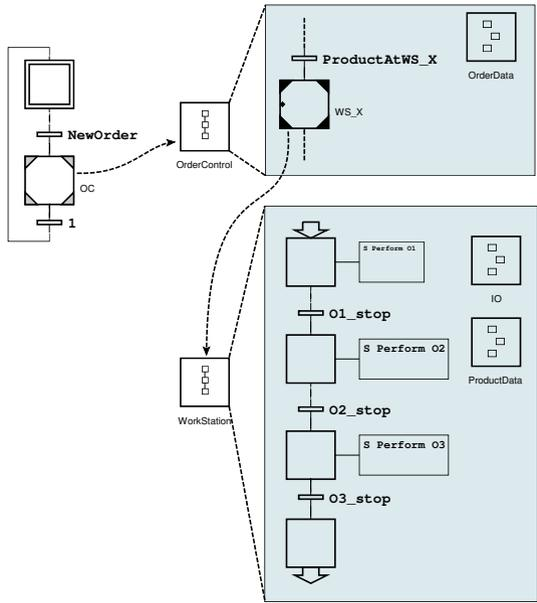 NewOrder
OC
1
OrderControl
ProductAtWS_X
WS_X
OrderData
WorkStation
S Perform O1
O1_stop
S Perform O2
O2_stop
S Perform O3
O3_stop
IO
ProductData